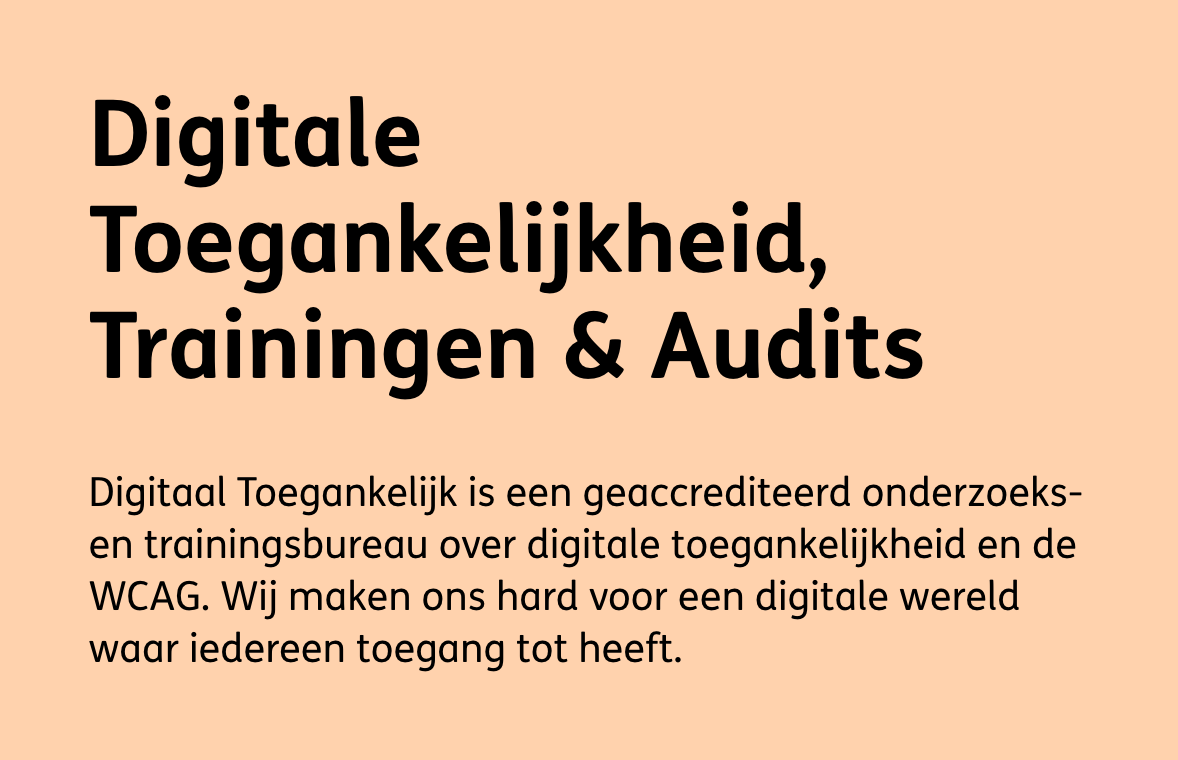 Digitale
Toegankelijkheid,
Trainingen & Audits
Digitaal Toegankelijk is een geaccrediteerd onderzoeks-
en trainingsbureau over digitale toegankelijkheid en de
WCAG. Wij maken ons hard voor een digitale wereld
waar iedereen toegang tot heeft.